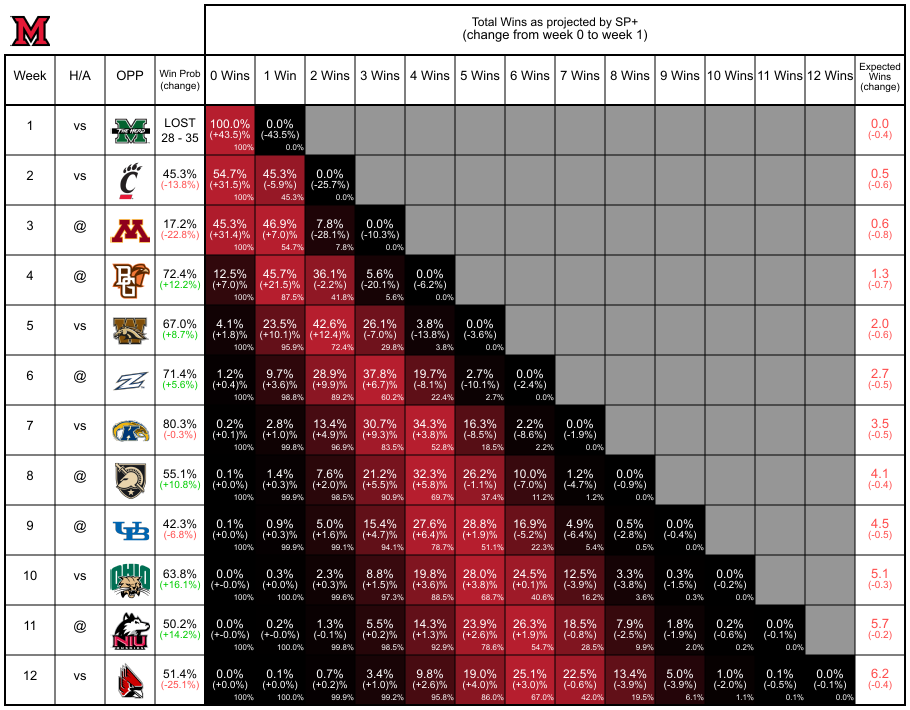 M
Total Wins as projected by SP+
(change from week 0 to week 1)
Week H/A OPP Win Prob (change) 0 Wins 1 Win 2 Wins 3 Wins 4 Wins 5 Wins 6 Wins 7 Wins 8 Wins 9 Wins 10 Wins 11 Wins 12 Wins Expected Wins (change)
1 vs M THE HERD LOST 100.0% 0.0% 0.0
28 - 35 (+43.5)% (-43.5%) (-0.4)
100% 0.0%
2 vs C 45.3% 54.7% 45.3% 0.0% 0.5
(-13.8%) (+31.5)% (-5.9%) (-25.7%) (-0.6)
100% 45.3% 0.0%
3 @ M 17.2% 45.3% 46.9% 7.8% 0.0% 0.6
(-22.8%) (+31.4)% (+7.0)% (-28.1%) (-10.3%) (-0.8)
100% 54.7% 7.8% 0.0%
4 @ BG 72.4% 12.5% 45.7% 36.1% 5.6% 0.0% 1.3
(+12.2%) (+7.0)% (+21.5)% (-2.2%) (-20.1%) (-6.2%) (-0.7)
100% 87.5% 41.8% 5.6% 0.0%
5 vs W 67.0% 4.1% 23.5% 42.6% 26.1% 3.8% 0.0% 2.0
(+8.7%) (+1.8)% (+10.1)% (+12.4)% (-7.0%) (-13.8%) (-3.6%) (-0.6)
100% 95.9% 72.4% 29.8% 3.8% 0.0%
6 @ Z 71.4% 1.2% 9.7% 28.9% 37.8% 19.7% 2.7% 0.0% 2.7
(+5.6%) (+0.4)% (+3.6)% (+9.9)% (+6.7)% (-8.1%) (-10.1%) (-2.4%) (-0.5)
100% 98.8% 89.2% 60.2% 22.4% 2.7% 0.0%
7 vs K 80.3% 0.2% 2.8% 13.4% 30.7% 34.3% 16.3% 2.2% 0.0% 3.5
(-0.3%) (+0.1)% (+1.0)% (+4.9)% (+9.3)% (+3.8)% (-8.5%) (-8.6%) (-1.9%) (-0.5)
100% 99.8% 96.9% 83.5% 52.8% 18.5% 2.2% 0.0%
8 @ 55.1% 0.1% 1.4% 7.6% 21.2% 32.3% 26.2% 10.0% 1.2% 0.0% 4.1
(+10.8%) (+0.0)% (+0.3)% (+2.0)% (+5.5)% (+5.8)% (-1.1%) (-7.0%) (-4.7%) (-0.9%) (-0.4)
100% 99.9% 98.5% 90.9% 69.7% 37.4% 11.2% 1.2% 0.0%
9 @ UB 42.3% 0.1% 0.9% 5.0% 15.4% 27.6% 28.8% 16.9% 4.9% 0.5% 0.0% 4.5
(-6.8%) (+0.0)% (+0.3)% (+1.6)% (+4.7)% (+6.4)% (+1.9)% (-5.2%) (-6.4%) (-2.8%) (-0.4%) (-0.5)
100% 99.9% 99.1% 94.1% 78.7% 51.1% 22.3% 5.4% 0.5% 0.0%
10 vs OHIO 63.8% 0.0% 0.3% 2.3% 8.8% 19.8% 28.0% 24.5% 12.5% 3.3% 0.3% 0.0% 5.1
(+16.1%) (+-0.0)% (+0.0)% (+0.3)% (+1.5)% (+3.6)% (+3.8)% (+0.1)% (-3.9%) (-3.8%) (-1.5%) (-0.2%) (-0.3)
100% 100.0% 99.6% 97.3% 88.5% 68.7% 40.6% 16.2% 3.6% 0.3% 0.0%
11 @ NIU 50.2% 0.0% 0.2% 1.3% 5.5% 14.3% 23.9% 26.3% 18.5% 7.9% 1.8% 0.2% 0.0% 5.7
(+14.2%) (+-0.0)% (+-0.0)% (-0.1%) (+0.2)% (+1.3)% (+2.6)% (+1.9)% (-0.8%) (-2.5%) (-1.9%) (-0.6%) (-0.1%) (-0.2)
100% 100.0% 99.8% 98.5% 92.9% 78.6% 54.7% 28.5% 9.9% 2.0% 0.2% 0.0%
12 vs 51.4% 0.0% 0.1% 0.7% 3.4% 9.8% 19.0% 25.1% 22.5% 13.4% 5.0% 1.0% 0.1% 0.0% 6.2
(-25.1%) (+0.0)% (+0.0)% (+0.2)% (+1.0)% (+2.6)% (+4.0)% (+3.0)% (-0.6%) (-3.9%) (-3.9%) (-2.0%) (-0.5%) (-0.1%) (-0.4)
100% 100.0% 99.9% 99.2% 95.8% 86.0% 67.0% 42.0% 19.5% 6.1% 1.1% 0.1% 0.0%